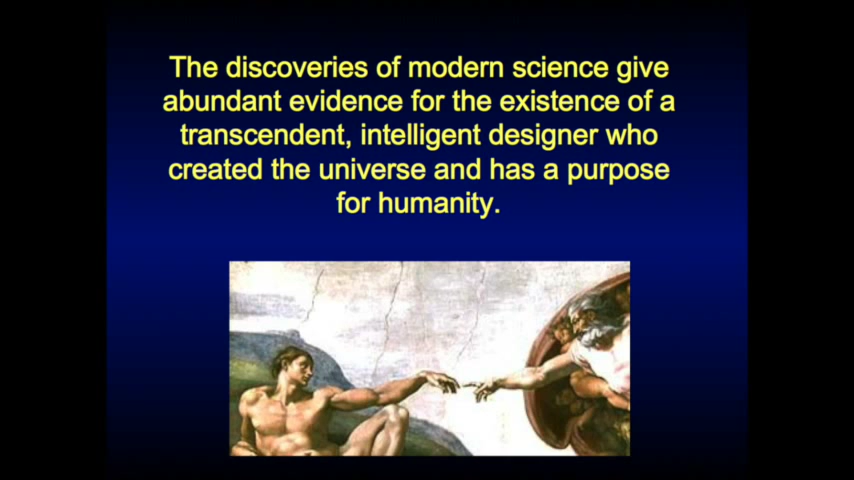 The discoveries of modern science give
abundant evidence for the existence of a
transcendent, intelligent designer who
created the universe and has a purpose
for humanity.